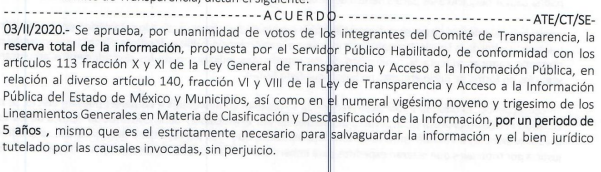 - - - - - - - - - - - - - - - - - - - - - - - - - - - - - - - A C U E R D O - - - - - - - - - - - - - - - - - - - - - - - - ATE/CT/SE-
03/II/2020.- Se aprueba, por unanimidad de votos de los integrantes del Comité de Transparencia, la
reserva total de la información, propuesta por el Servidor Público Habilitado, de conformidad con los
artículos 113 fracción X y XI de la Ley General de Transparencia y Acceso a la Información Pública, en
relación al diverso artículo 140, fracción VI y VIII de la Ley de Transparencia y Acceso a la Información
Pública del Estado de México y Municipios, así como en el numeral vigésimo noveno y trigesimo de los
Lineamientos Generales en Materia de Clasificación y Desclasificación de la Información, por un periodo de
5 años , mismo que es el estrictamente necesario para salvaguardar la información y el bien jurídico
tutelado por las causales invocadas, sin perjuicio.